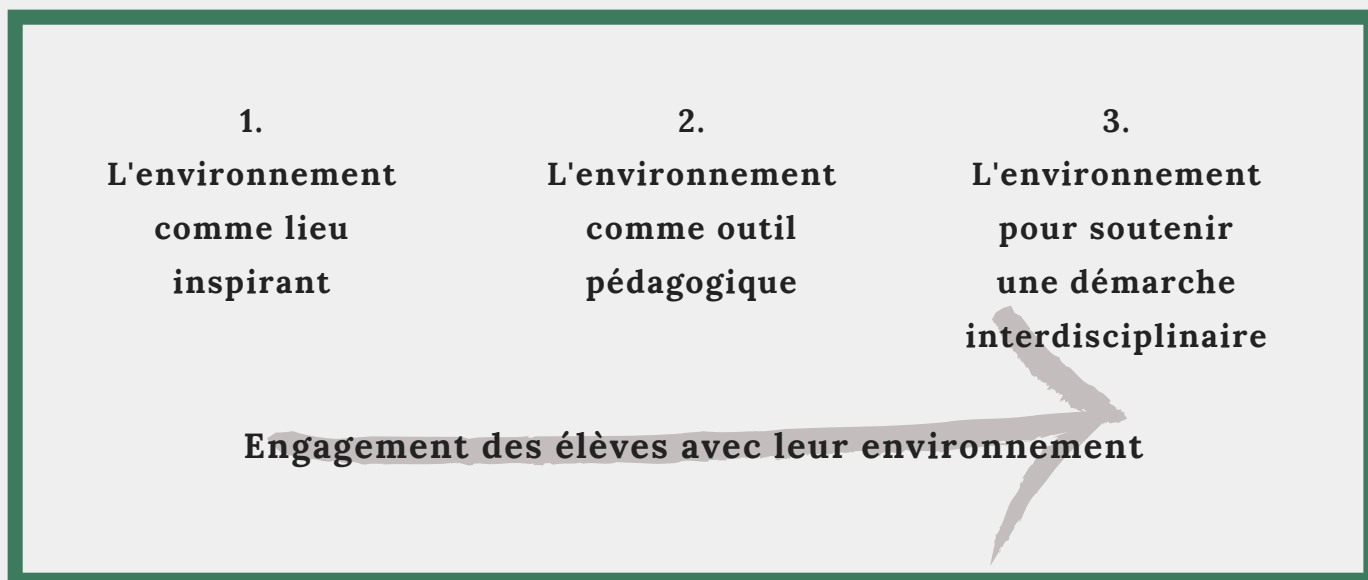 1.
L'environnement
comme lieu
inspirant
2.
L'environnement
comme outil
pédagogique
3.
L'environnement
pour soutenir
une démarche
interdisciplinaire
Engagement des élèves avec leur environnement